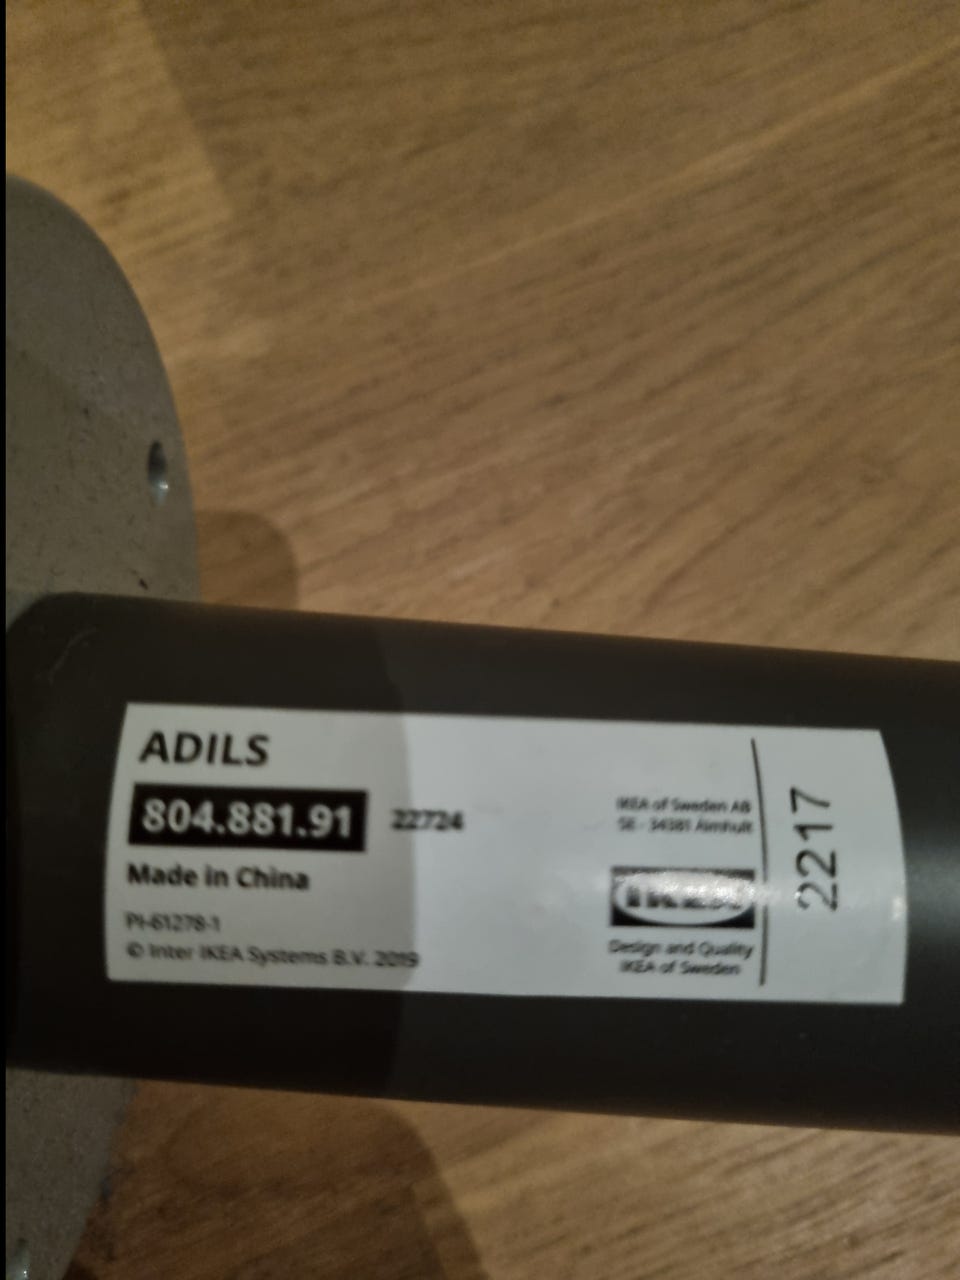 ADILS
804.881.91 22724
Made in China
PI-61278-1
© Inter IKEA Systems B.V. 2019
IKEA of Sweden AB
SE - 34381 Älmhult
IKEA
Design and Quality
IKEA of Sweden
2217